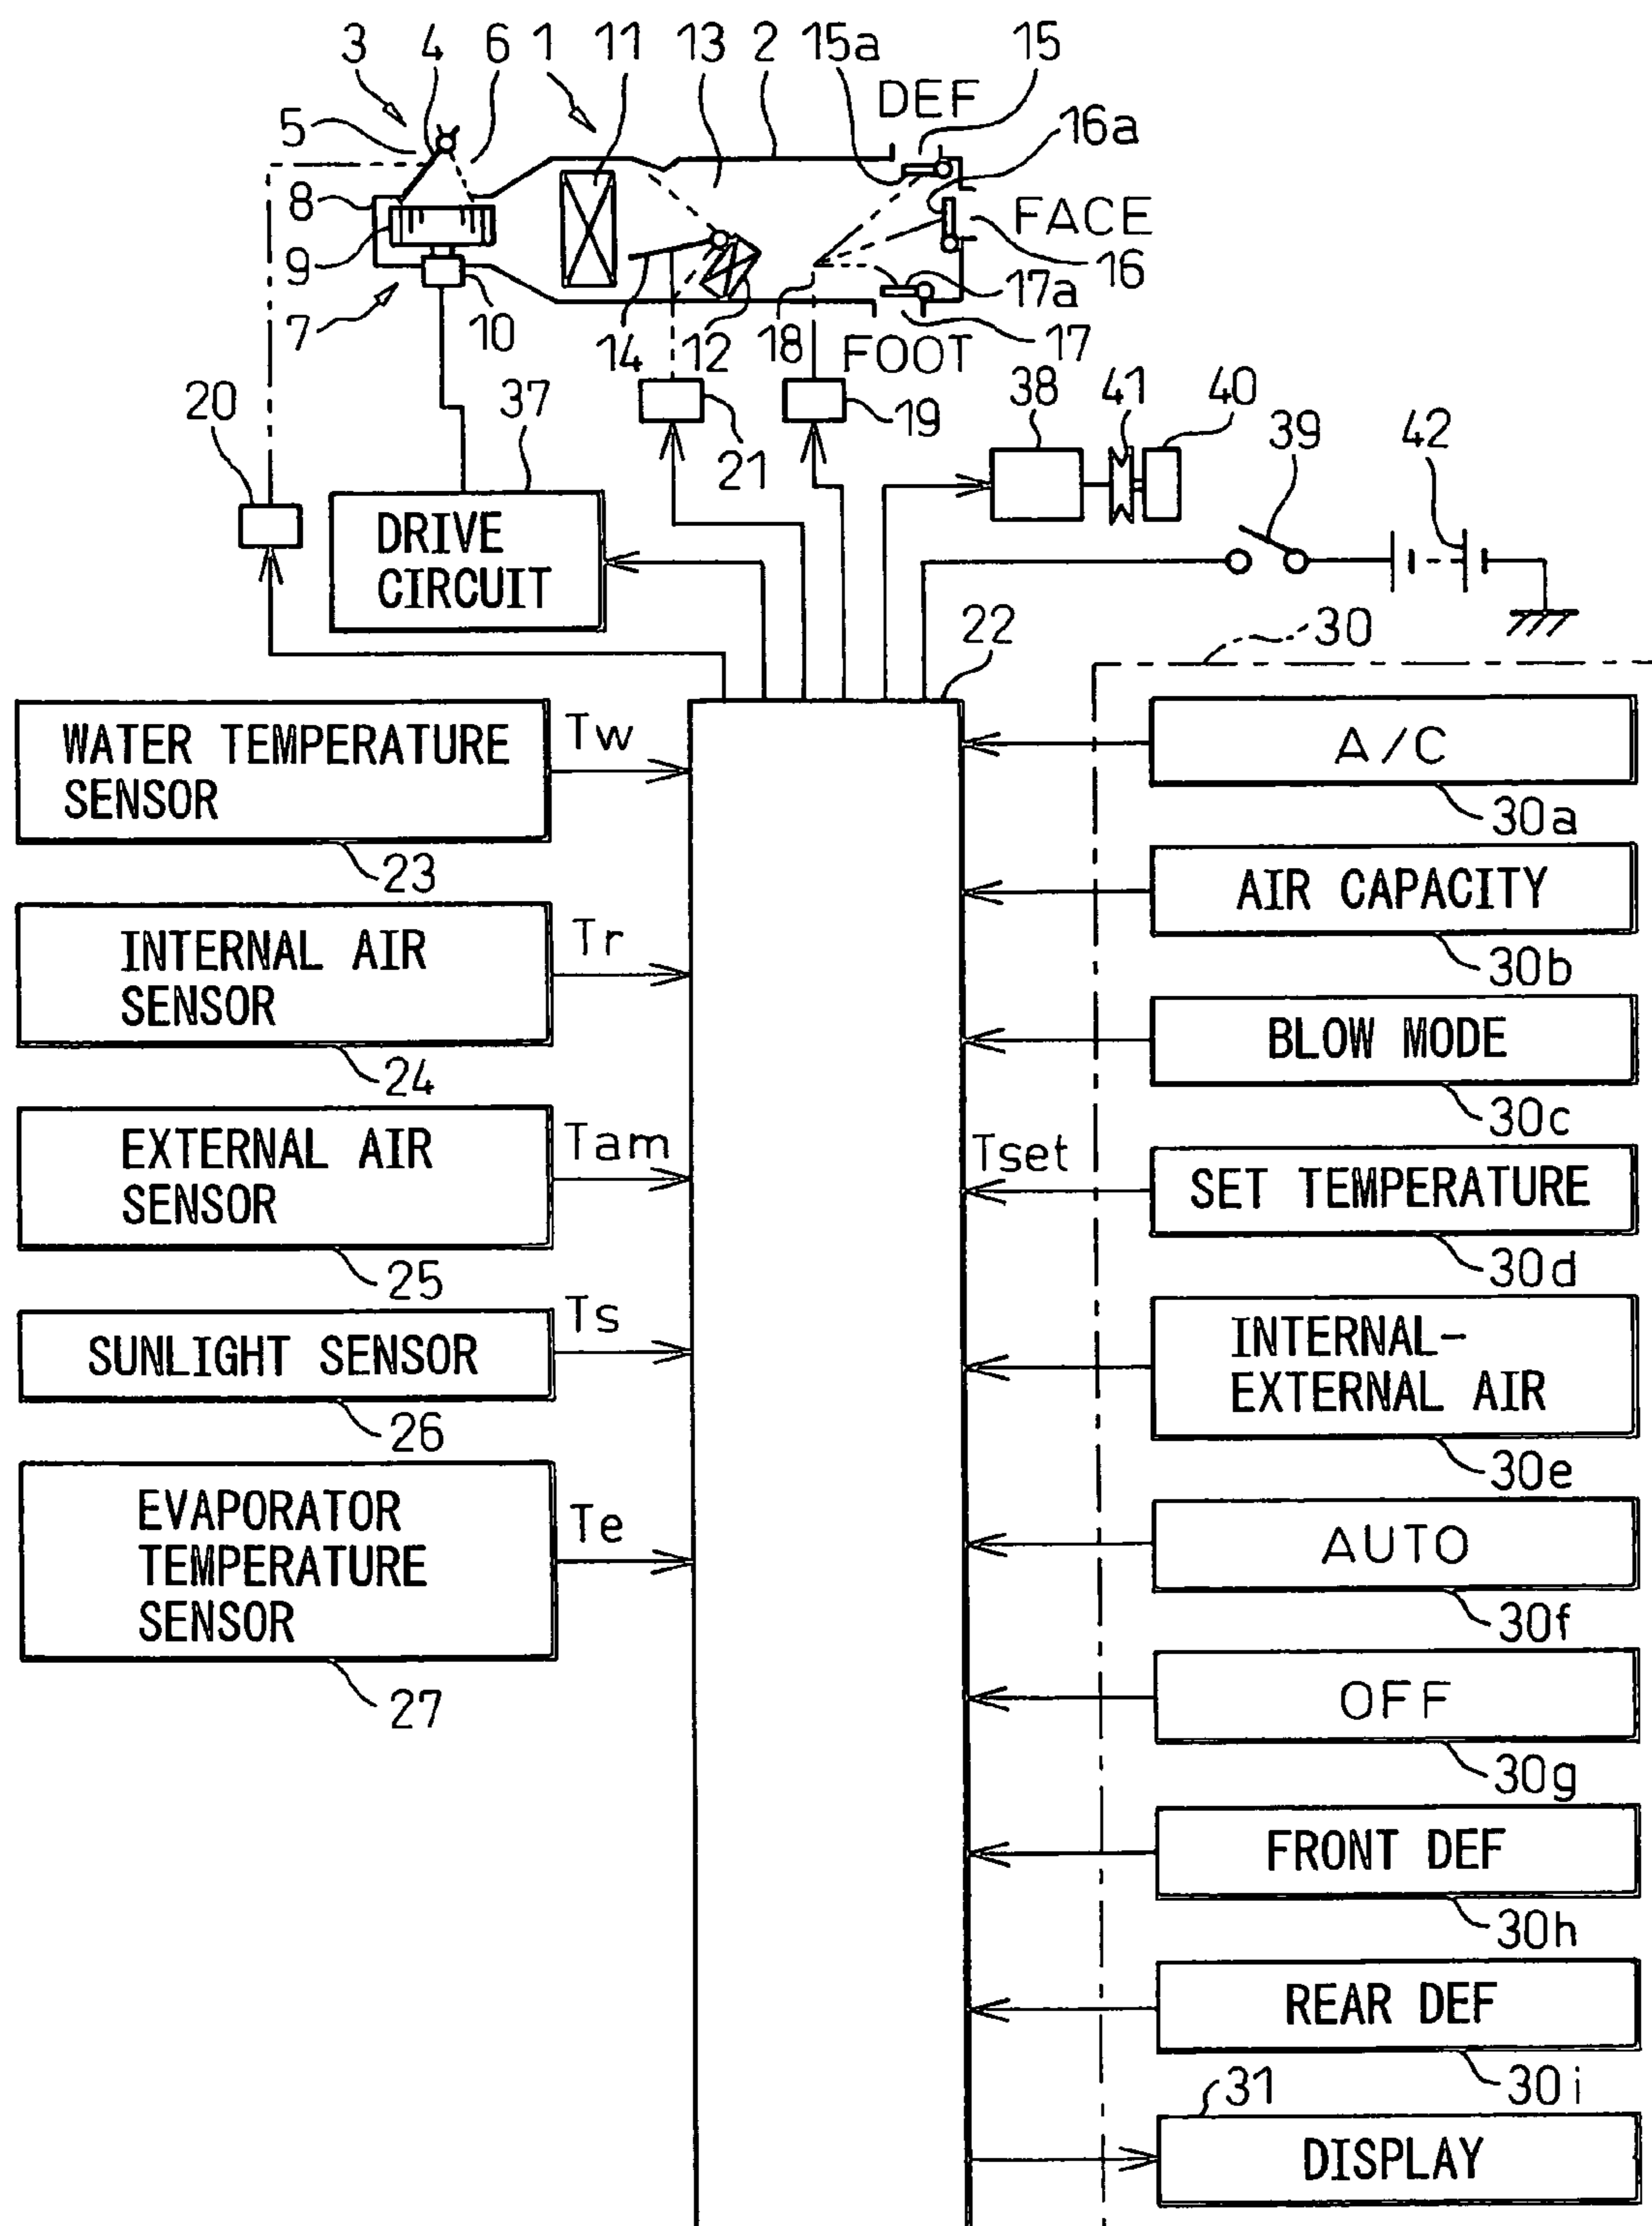 3 4 6 1 11 13 2 15a 15
DEF
5 16a
8 FACE
9 16
17a
7 10 14 12 18 FOOT 17
20 37 21 19 38 41 40
39 42
DRIVE
CIRCUIT
22 30
WATER TEMPERATURE
SENSOR
Tw
23
INTERNAL AIR
SENSOR
Tr
24
EXTERNAL AIR
SENSOR
Tam
25
SUNLIGHT SENSOR
Ts
26
EVAPORATOR
TEMPERATURE
SENSOR
Te
27
A/C
30a
AIR CAPACITY
30b
BLOW MODE
30c
Tset
SET TEMPERATURE
30d
INTERNAL-
EXTERNAL AIR
30e
AUTO
30f
OFF
30g
FRONT DEF
30h
REAR DEF
30i
31
DISPLAY